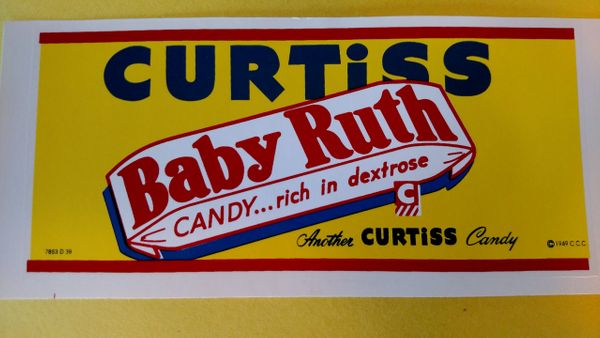 CURTiSS
Baby Ruth
CANDY...rich in dextrose
C
Another CURTiSS Candy
7853 D 39
© 1949 C.C.C.